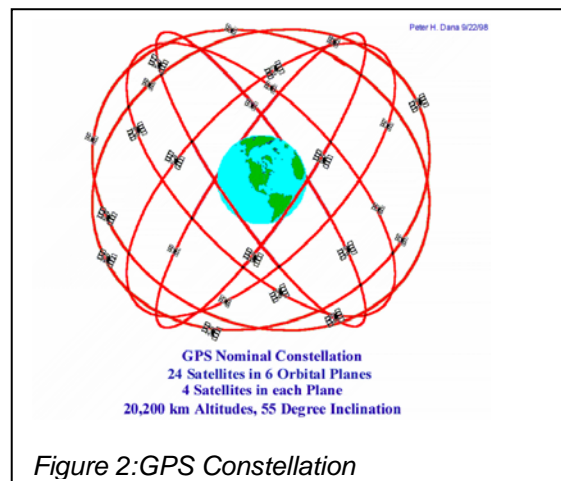 Peter H. Dana 9/22/98
GPS Nominal Constellation
24 Satellites in 6 Orbital Planes
4 Satellites in each Plane
20,200 km Altitudes, 55 Degree Inclination
Figure 2:GPS Constellation